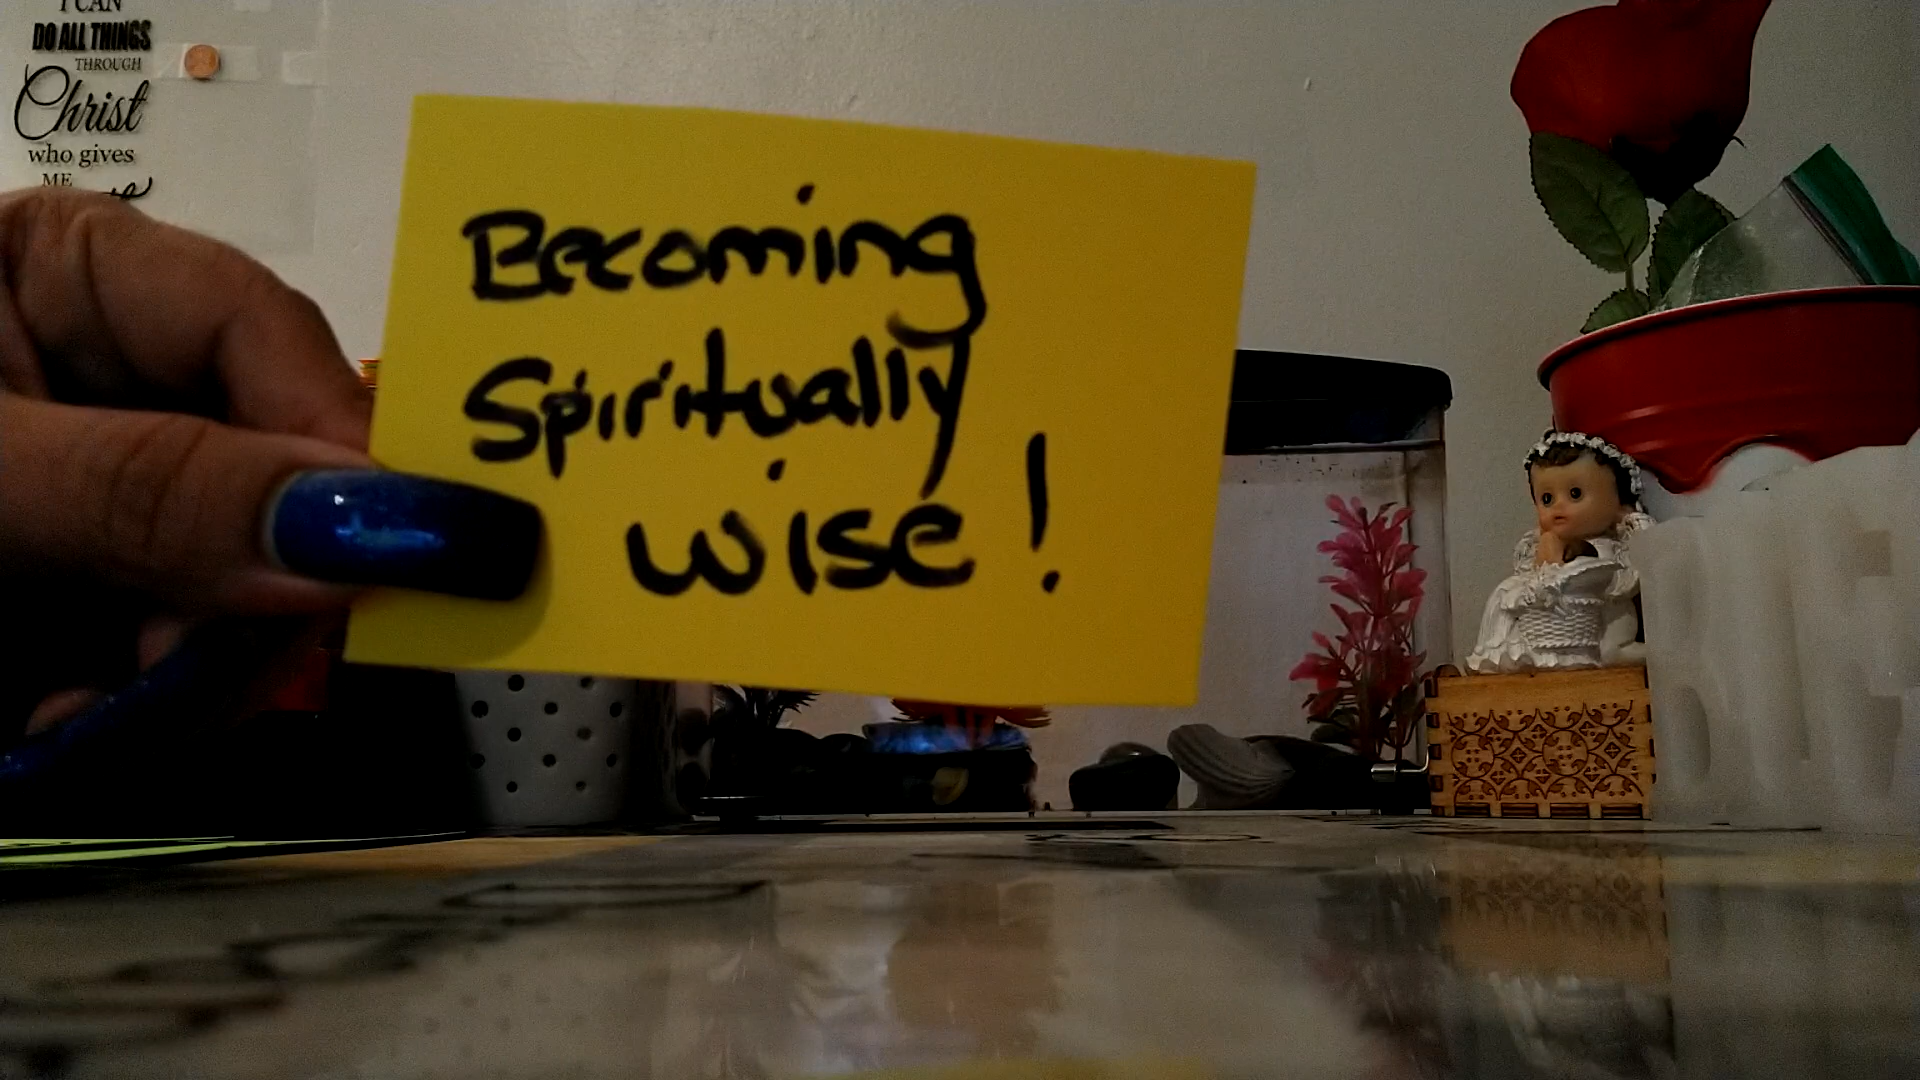 I CAN
DO ALL THINGS
THROUGH
Christ
who gives
ME
Becoming
Spiritually
wise!